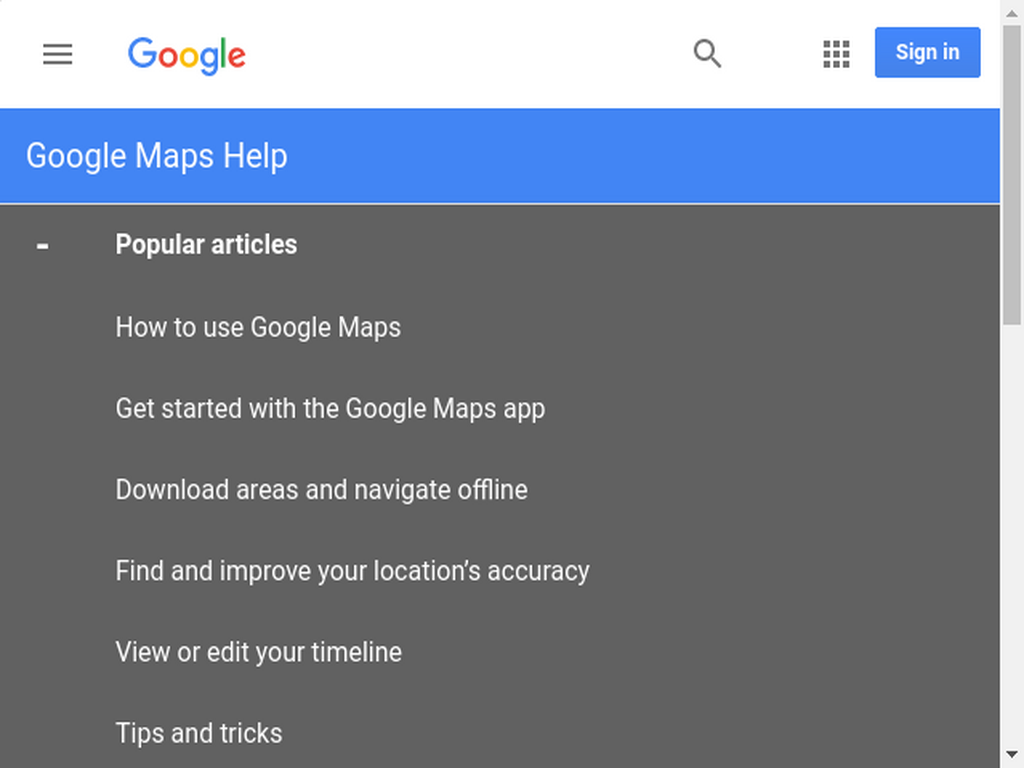 Google
Sign in
Google Maps Help
- Popular articles
How to use Google Maps
Get started with the Google Maps app
Download areas and navigate offline
Find and improve your location’s accuracy
View or edit your timeline
Tips and tricks